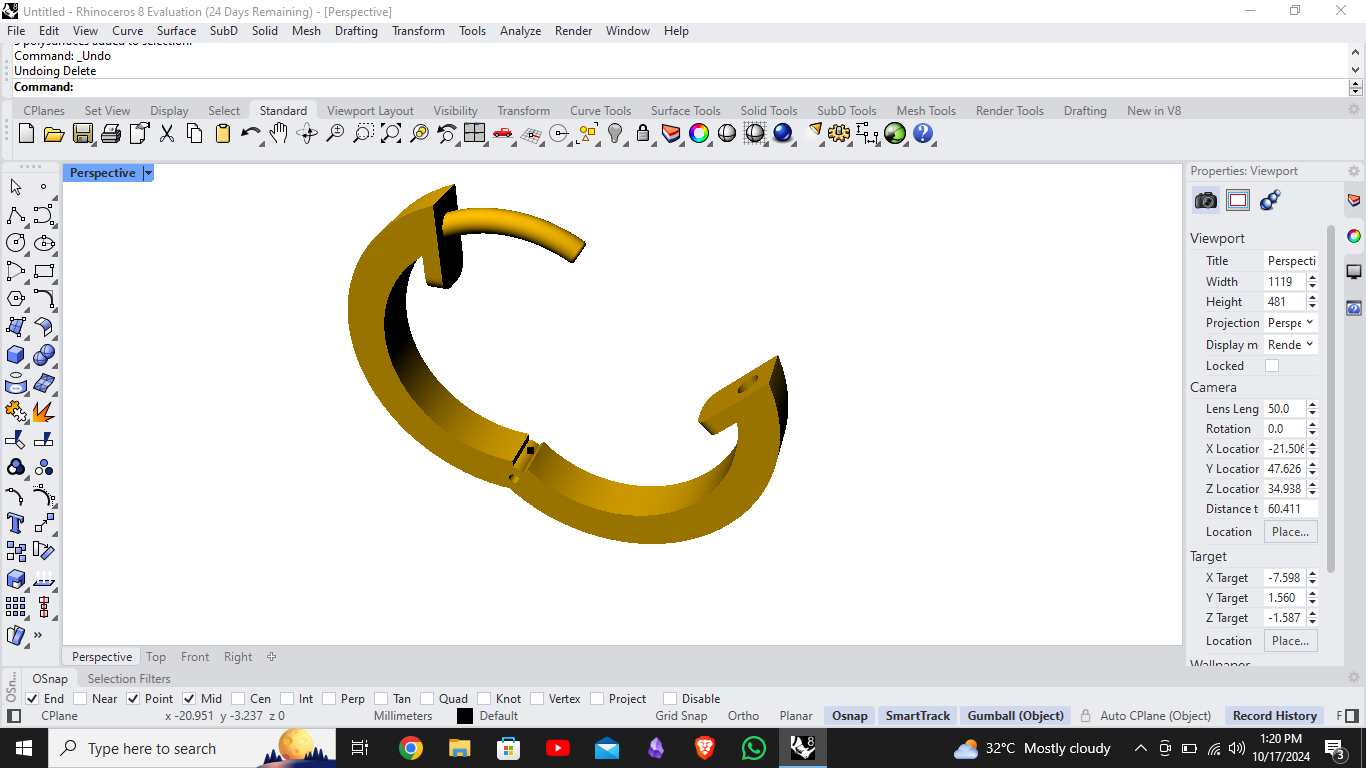 Untitled - Rhinoceros 8 Evaluation (24 Days Remaining) - [Perspective]
File Edit View Curve Surface SubD Solid Mesh Drafting Transform Tools Analyze Render Window Help
Command: _Undo
Undoing Delete
Command:
CPlanes Set View Display Select Standard Viewport Layout Visibility Transform Curve Tools Surface Tools Solid Tools SubD Tools Mesh Tools Render Tools Drafting New in V8
Perspective
Properties: Viewport
Viewport
Title Perspecti
Width 1119
Height 481
Projection Perspe
Display m Rende
Locked
Camera
Lens Leng 50.0
Rotation 0.0
X Locatior -21.506
Y Locatior 47.626
Z Locatior 34.938
Distance t 60.411
Location Place...
Target
X Target -7.598
Y Target 1.560
Z Target -1.587
Location Place...
Wallpaper
Perspective Top Front Right
OSn...
OSnap Selection Filters
End Near Point Mid Cen Int Perp Tan Quad Knot Vertex Project Disable
CPlane x -20.951 y -3.237 z 0 Millimeters Default Grid Snap Ortho Planar Osnap SmartTrack Gumball (Object) Auto CPlane (Object) Record History F
Type here to search
32°C Mostly cloudy
1:20 PM
10/17/2024
3